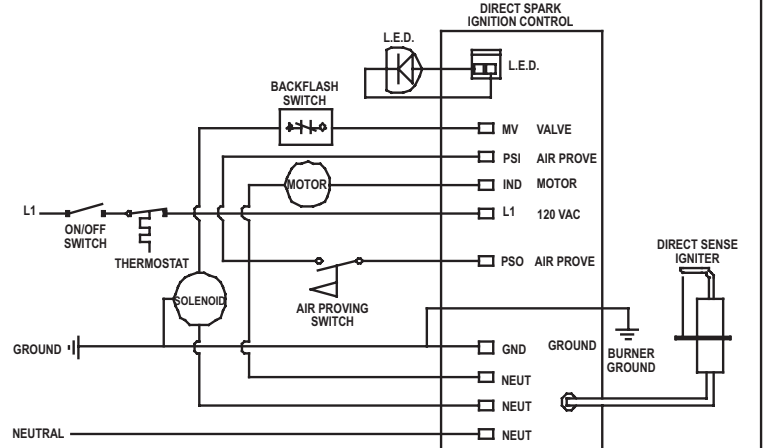 DIRECT SPARK
IGNITION CONTROL
L.E.D.
L.E.D.
BACKFLASH
SWITCH
MV VALVE
PSI AIR PROVE
MOTOR
IND MOTOR
L1
L1 120 VAC
ON/OFF
SWITCH
THERMOSTAT
PSO AIR PROVE
DIRECT SENSE
IGNITER
SOLENOID
AIR PROVING
SWITCH
GROUND
GND GROUND
BURNER
GROUND
NEUT
NEUT
NEUTRAL
NEUT